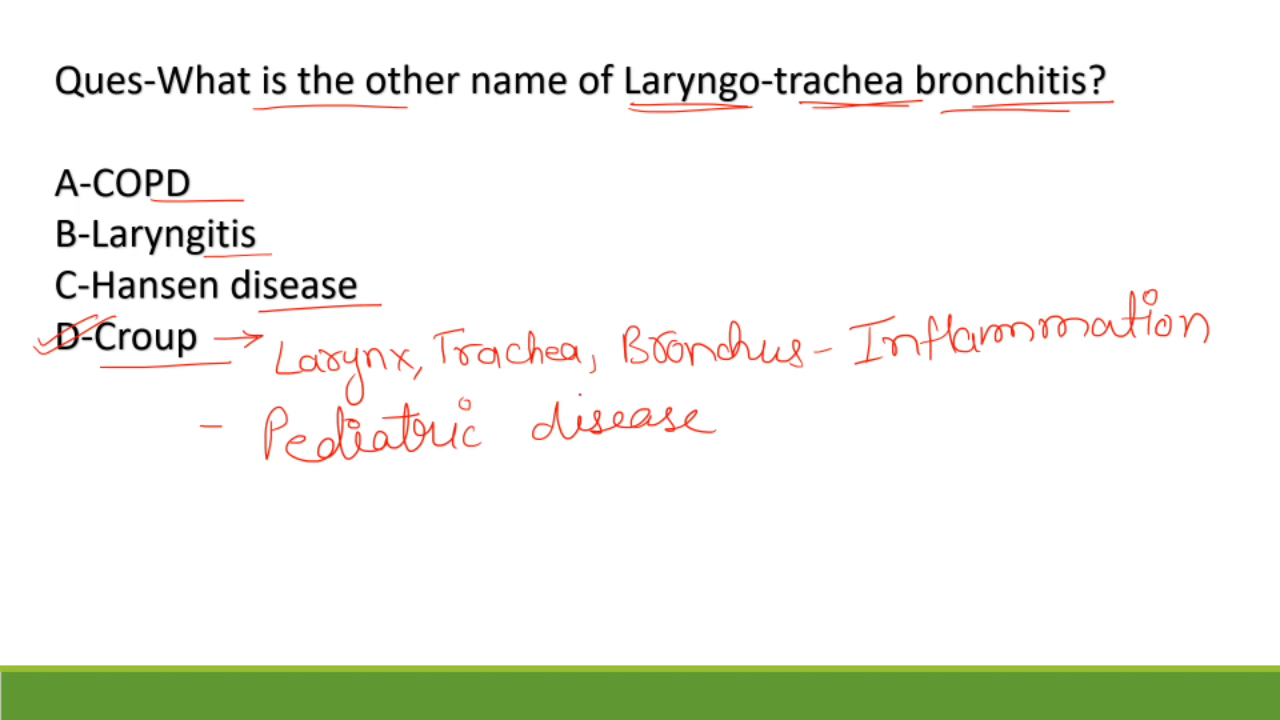 Ques-What is the other name of Laryngo-trachea bronchitis?
A-COPD
B-Laryngitis
C-Hansen disease
D-Croup → Larynx, Trachea, Bronchus - Inflammation
- Pediatric disease